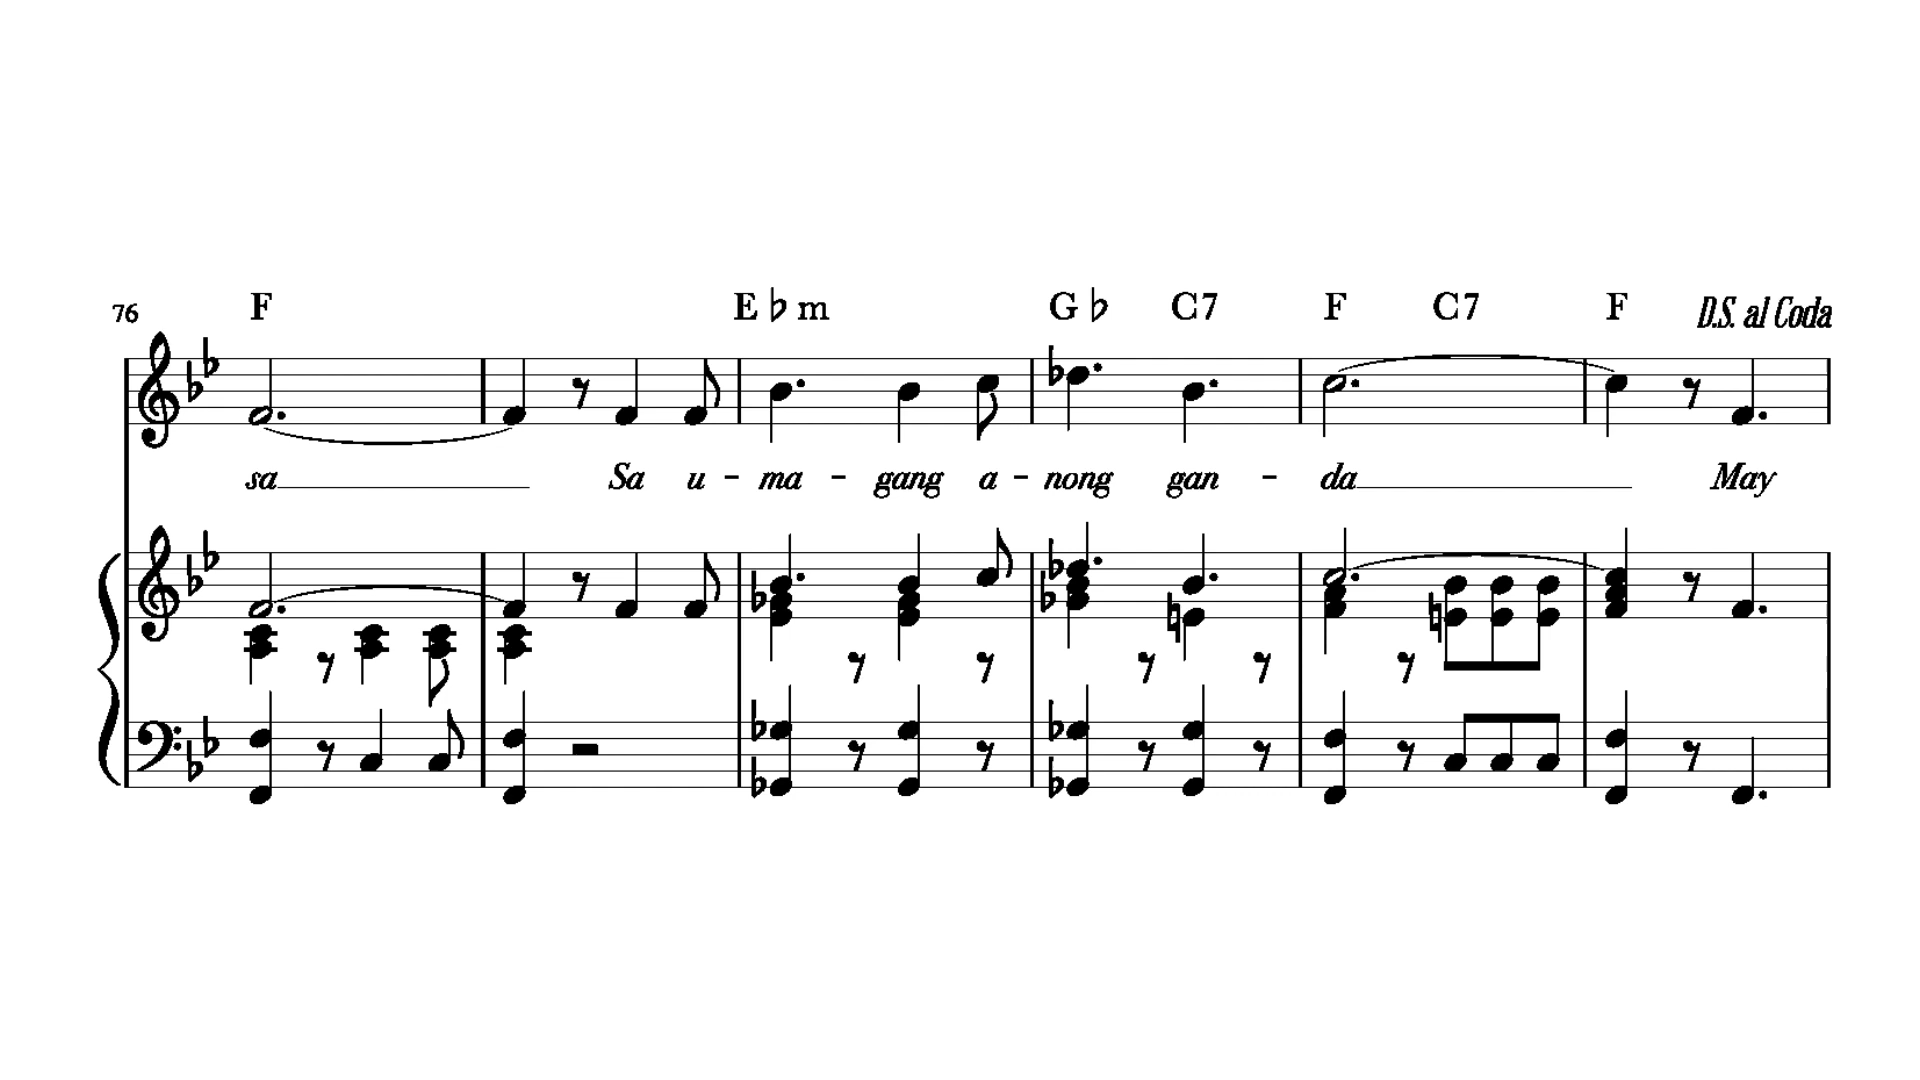 76 F E♭m G♭ C7 F C7 F D.S. al Coda
sa Sa u - ma - gang a - nong gan - da May